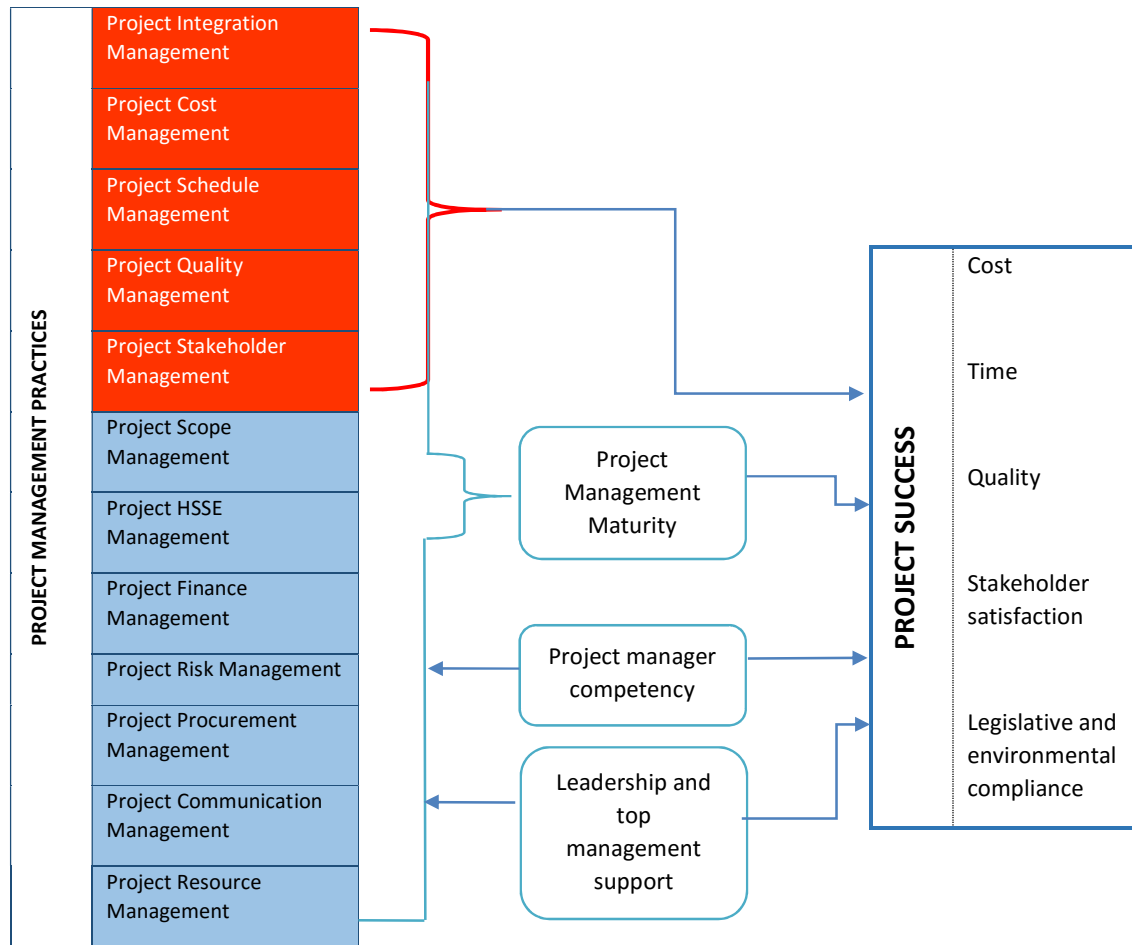 PROJECT MANAGEMENT PRACTICES
Project Integration
Management
Project Cost
Management
Project Schedule
Management
Project Quality
Management
Project Stakeholder
Management
Project Scope
Management
Project HSSE
Management
Project Finance
Management
Project Risk Management
Project Procurement
Management
Project Communication
Management
Project Resource
Management
Project
Management
Maturity
Project manager
competency
Leadership and
top
management
support
PROJECT SUCCESS
Cost
Time
Quality
Stakeholder
satisfaction
Legislative and
environmental
compliance